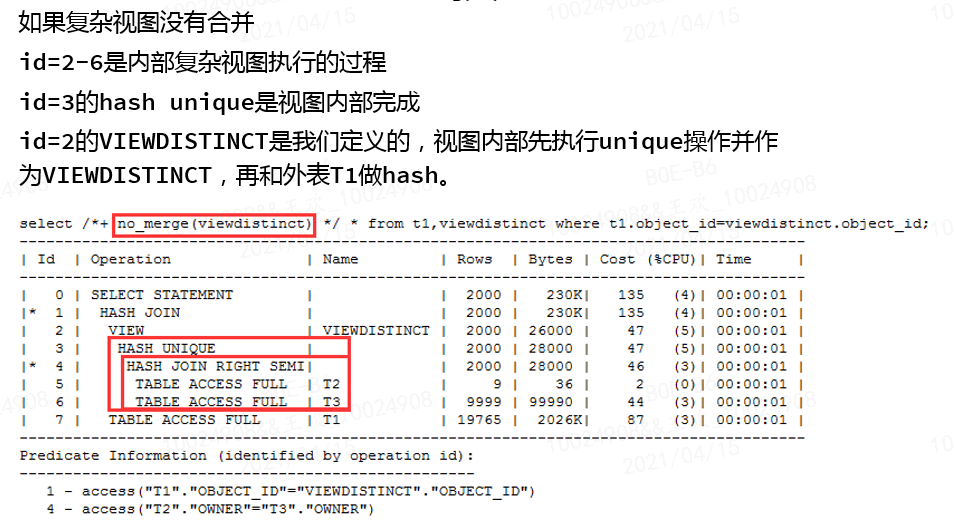 如果复杂视图没有合并
id=2-6是内部复杂视图执行的过程
id=3的hash unique是视图内部完成
id=2的VIEWDISTINCT是我们定义的，视图内部先执行unique操作并作
为VIEWDISTINCT，再和外表T1做hash。
select /*+ no_merge(viewdistinct) */ * from t1,viewdistinct where t1.object_id=viewdistinct.object_id;
| Id | Operation | Name | Rows | Bytes | Cost (%CPU)| Time |
| 0 | SELECT STATEMENT | | 2000 | 230K| 135 (4)| 00:00:01 |
|* 1 | HASH JOIN | | 2000 | 230K| 135 (4)| 00:00:01 |
| 2 | VIEW | VIEWDISTINCT | 2000 | 26000 | 47 (5)| 00:00:01 |
| 3 | HASH UNIQUE | | 2000 | 28000 | 47 (5)| 00:00:01 |
|* 4 | HASH JOIN RIGHT SEMI| | 2000 | 28000 | 46 (3)| 00:00:01 |
| 5 | TABLE ACCESS FULL | T2 | 9 | 36 | 2 (0)| 00:00:01 |
| 6 | TABLE ACCESS FULL | T3 | 9999 | 99990 | 44 (3)| 00:00:01 |
| 7 | TABLE ACCESS FULL | T1 | 19765 | 2026K| 87 (3)| 00:00:01 |
Predicate Information (identified by operation id):
1 - access("T1"."OBJECT_ID"="VIEWDISTINCT"."OBJECT_ID")
4 - access("T2"."OWNER"="T3"."OWNER")